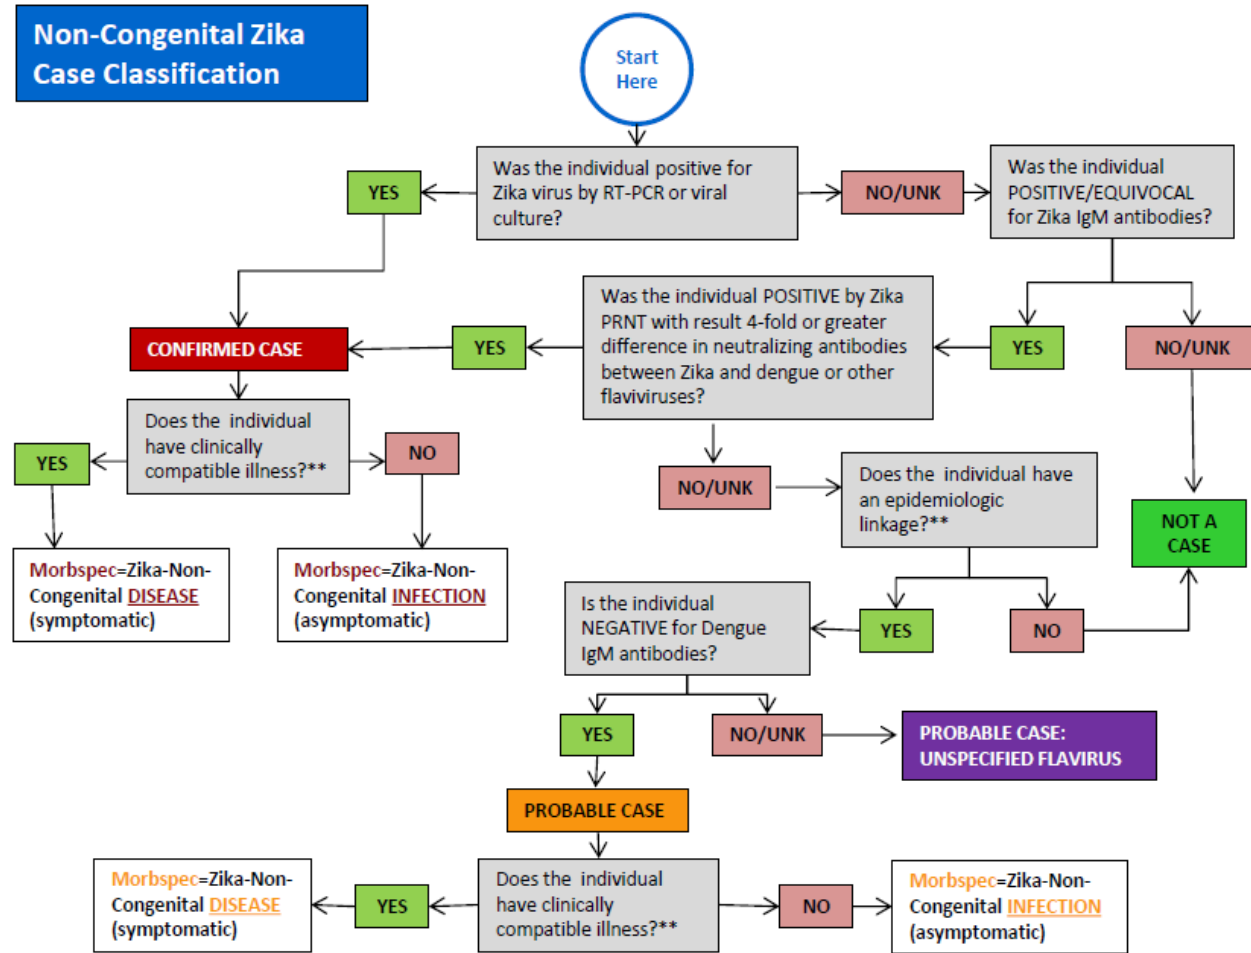 Non-Congenital Zika
Case Classification
Start
Here
Was the individual positive for
Zika virus by RT-PCR or viral
culture?
YES
NO/UNK
Was the individual
POSITIVE/EQUIVOCAL
for Zika IgM antibodies?
Was the individual POSITIVE by Zika
PRNT with result 4-fold or greater
difference in neutralizing antibodies
between Zika and dengue or other
flaviviruses?
YES
NO/UNK
CONFIRMED CASE
YES
Does the individual
have clinically
compatible illness?**
YES
NO
NO/UNK
Does the individual have
an epidemiologic
linkage?**
NOT A
CASE
Morbspec=Zika-Non-
Congenital DISEASE
(symptomatic)
Morbspec=Zika-Non-
Congenital INFECTION
(asymptomatic)
Is the individual
NEGATIVE for Dengue
IgM antibodies?
YES
NO
YES
NO/UNK
PROBABLE CASE:
UNSPECIFIED FLAVIRUS
PROBABLE CASE
Does the individual
have clinically
compatible illness?**
YES
NO
Morbspec=Zika-Non-
Congenital DISEASE
(symptomatic)
Morbspec=Zika-Non-
Congenital INFECTION
(asymptomatic)